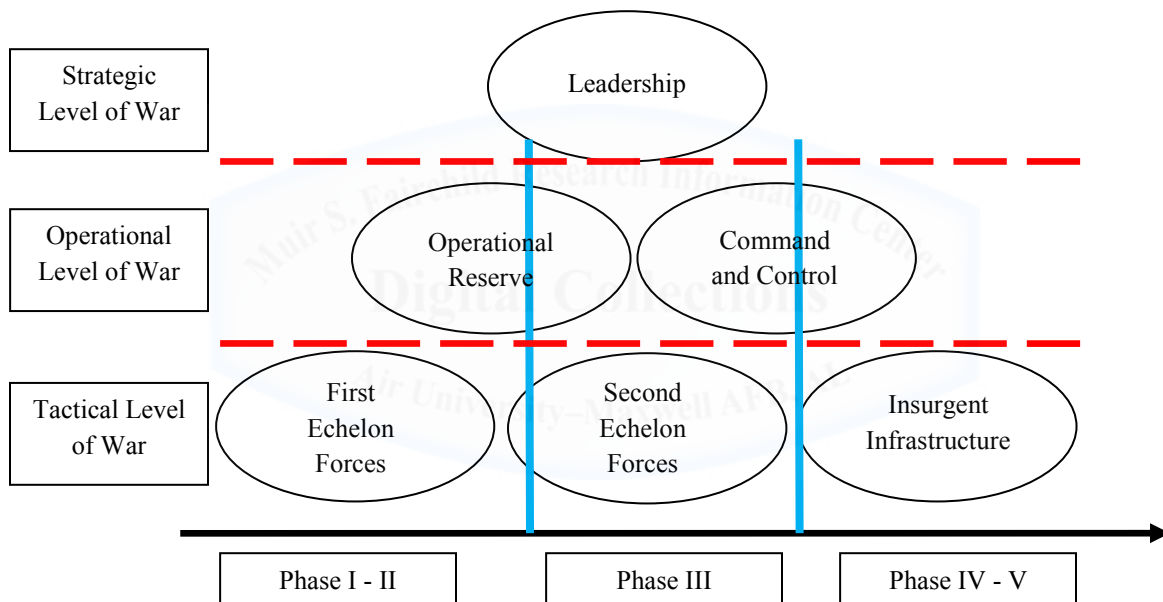 Strategic
Level of War
Leadership
Operational
Level of War
Operational
Reserve
Command
and Control
Tactical Level
of War
First
Echelon
Forces
Second
Echelon
Forces
Insurgent
Infrastructure
Phase I - II
Phase III
Phase IV - V
Muir S. Fairchild Research Information Center
Digital Collections
Air University–Maxwell AFB, AL